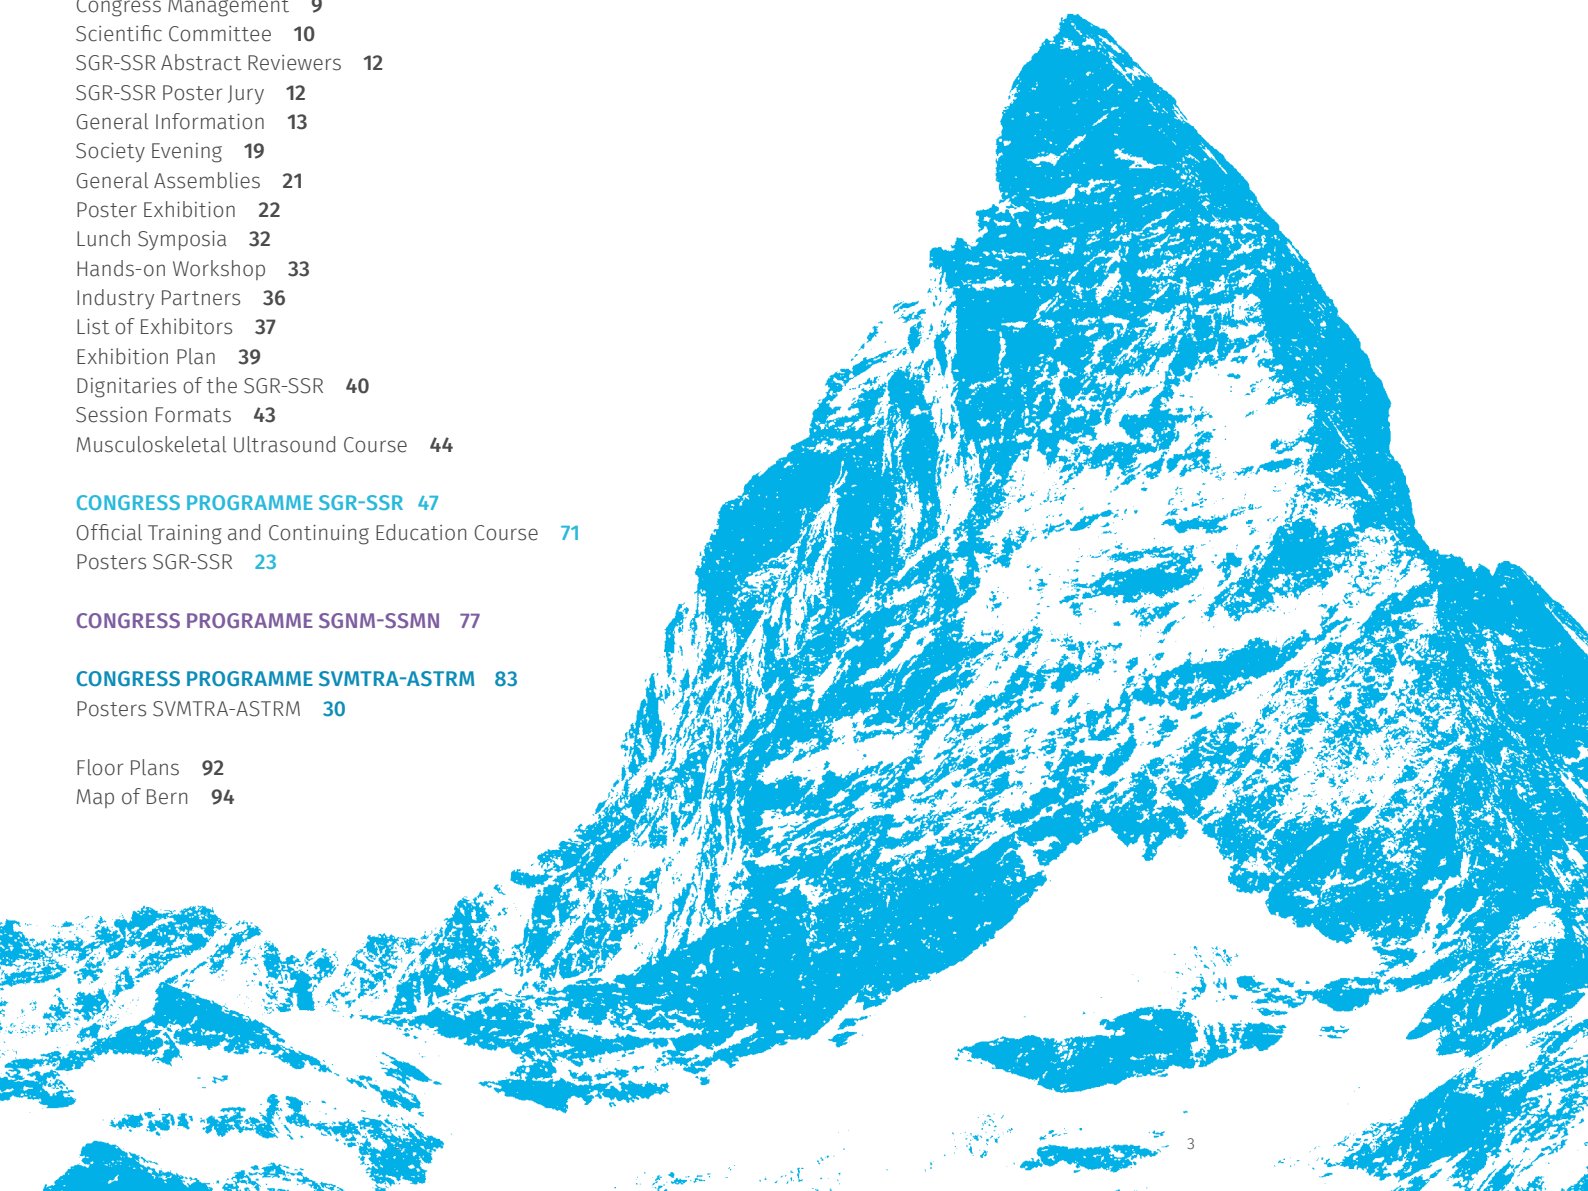 Congress Management 9
Scientific Committee 10
SGR-SSR Abstract Reviewers 12
SGR-SSR Poster Jury 12
General Information 13
Society Evening 19
General Assemblies 21
Poster Exhibition 22
Lunch Symposia 32
Hands-on Workshop 33
Industry Partners 36
List of Exhibitors 37
Exhibition Plan 39
Dignitaries of the SGR-SSR 40
Session Formats 43
Musculoskeletal Ultrasound Course 44
CONGRESS PROGRAMME SGR-SSR 47
Official Training and Continuing Education Course 71
Posters SGR-SSR 23
CONGRESS PROGRAMME SGNM-SSMN 77
CONGRESS PROGRAMME SVMTRA-ASTRM 83
Posters SVMTRA-ASTRM 30
Floor Plans 92
Map of Bern 94
3